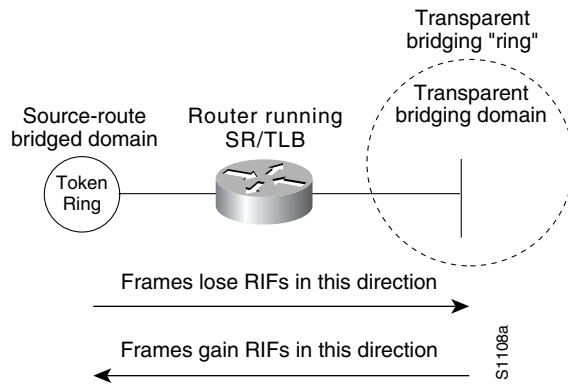 Transparent
bridging "ring"
Transparent
bridging domain
Source-route
bridged domain
Router running
SR/TLB
Token
Ring
Frames lose RIFs in this direction
Frames gain RIFs in this direction
S1108a